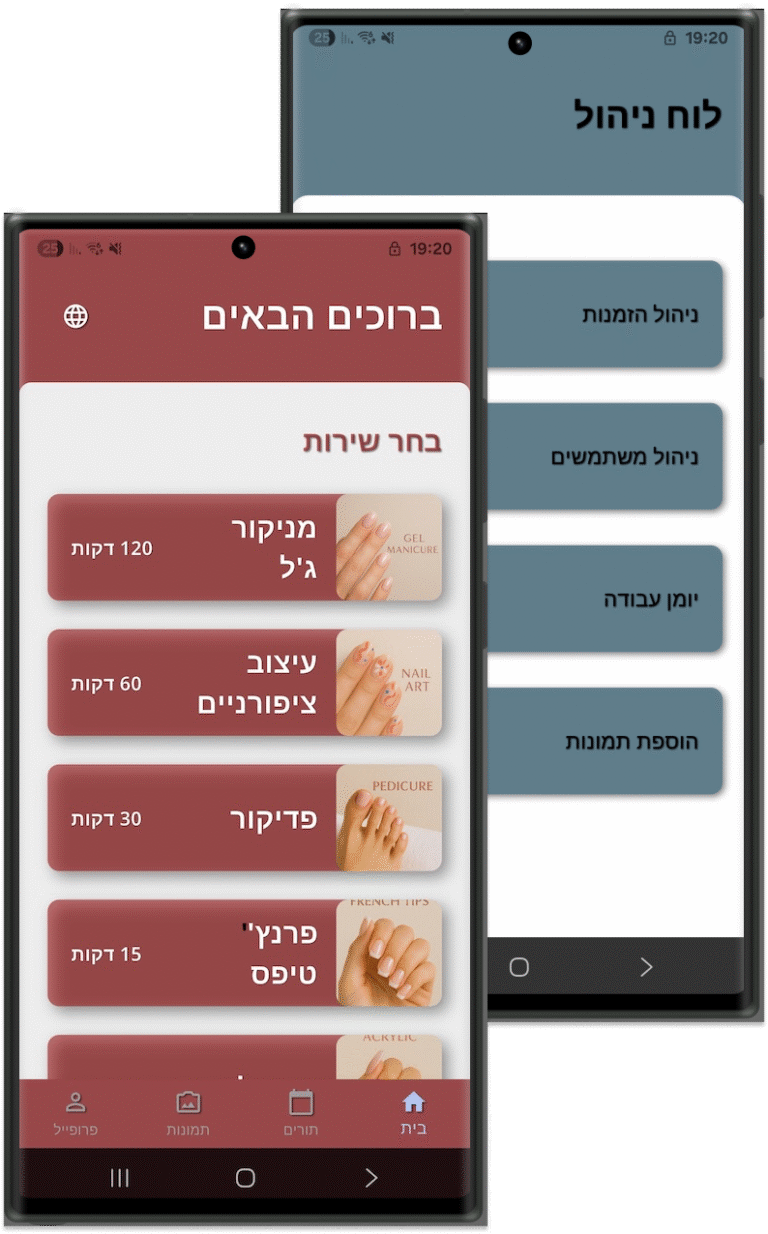 25
19:20
לוח ניהול
ניהול הזמנות
ניהול משתמשים
יומן עבודה
הוספת תמונות
25
19:20
ברוכים הבאים
בחר שירות
GEL
MANICURE
מניקור
ג'ל
120 דקות
NAIL
ART
עיצוב
ציפורניים
60 דקות
PEDICURE
פדיקור
30 דקות
FRENCH TIPS
פרנץ''
טיפס
15 דקות
ACRYLIC
בית
תורים
תמונות
פרופייל